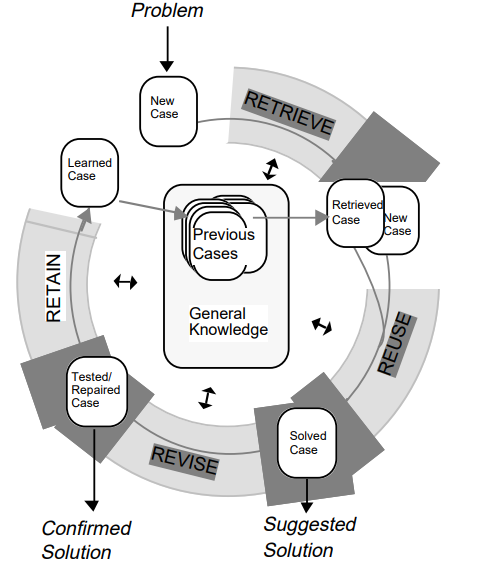 Problem
New
Case
RETRIEVE
Learned
Case
Retrieved
Case
New
Case
Previous
Cases
General
Knowledge
RETAIN
REUSE
Tested/
Repaired
Case
Solved
Case
REVISE
Confirmed
Solution
Suggested
Solution